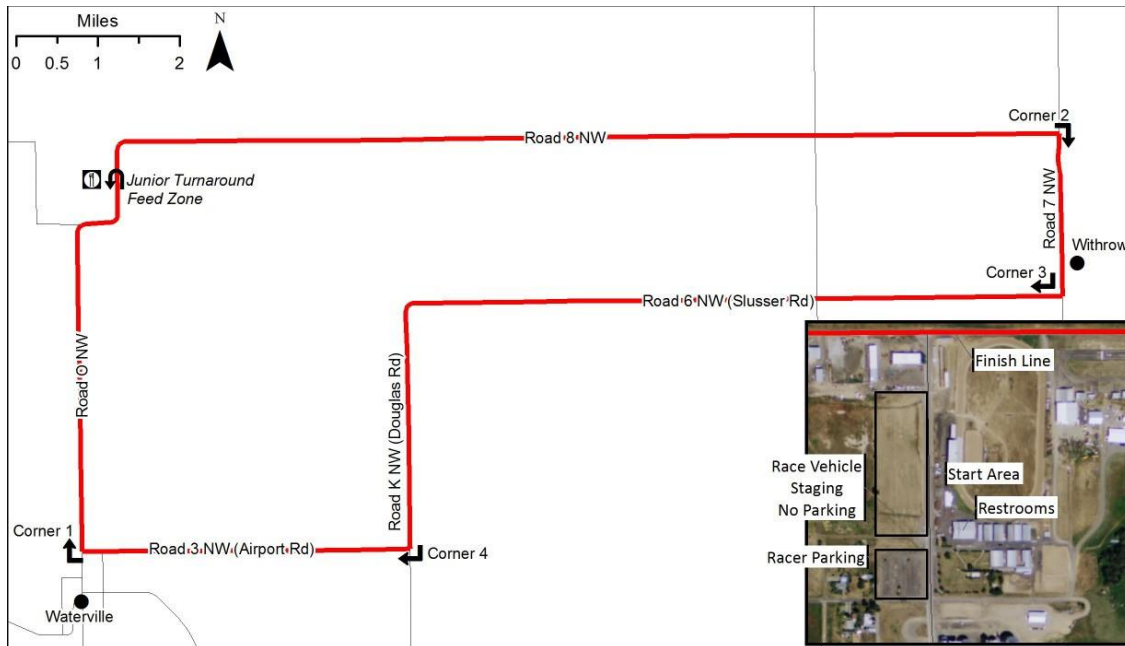 Miles
0 0.5 1 2
N
Corner 2
Road 8 NW
Junior Turnaround
Feed Zone
Road 7 NW
Withrow
Corner 3
Road 6 NW (Slusser Rd)
Road O NW
Road K NW (Douglas Rd)
Corner 1
Road 3 NW (Airport Rd)
Corner 4
Waterville
Finish Line
Race Vehicle
Staging
No Parking
Start Area
Restrooms
Racer Parking